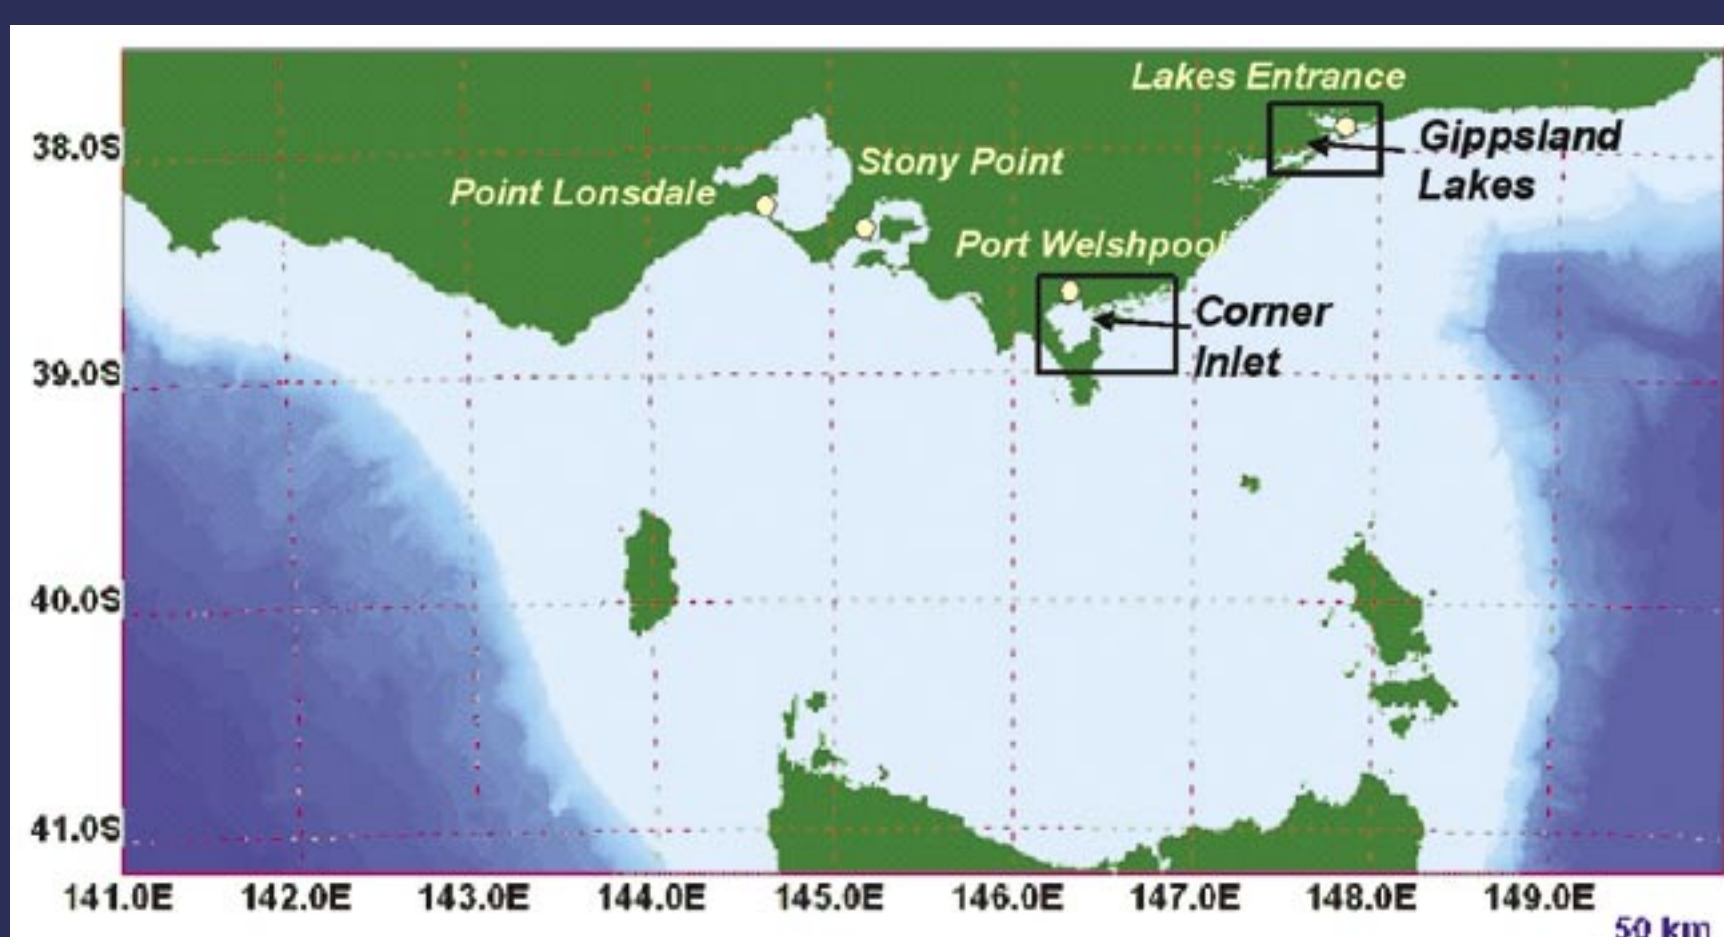 Lakes Entrance
38.0S
Gippsland
Lakes
Stony Point
Point Lonsdale
Port Welshpool
Corner
Inlet
39.0S
40.0S
41.0S
141.0E 142.0E 143.0E 144.0E 145.0E 146.0E 147.0E 148.0E 149.0E
50 km